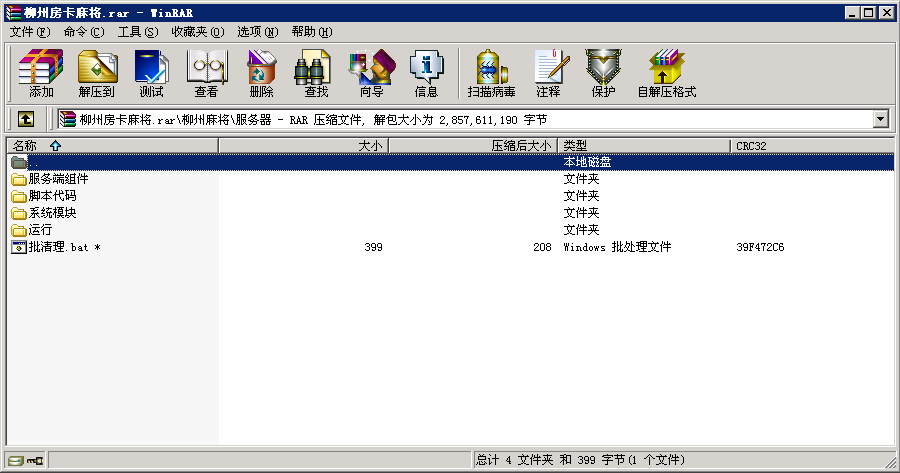 柳州房卡麻将.rar - WinRAR
文件(F) 命令(C) 工具(S) 收藏夹(O) 选项(N) 帮助(H)
添加 解压到 测试 查看 删除 查找 向导 信息 扫描病毒 注释 保护 自解压格式
柳州房卡麻将.rar\柳州麻将\服务器 - RAR 压缩文件, 解包大小为 2,857,611,190 字节
名称 大小 压缩后大小 类型 CRC32
.. 本地磁盘
服务端组件 文件夹
脚本代码 文件夹
系统模块 文件夹
运行 文件夹
批清理.bat * 399 208 Windows 批处理文件 39F472C6
总计 4 文件夹 和 399 字节(1 个文件)